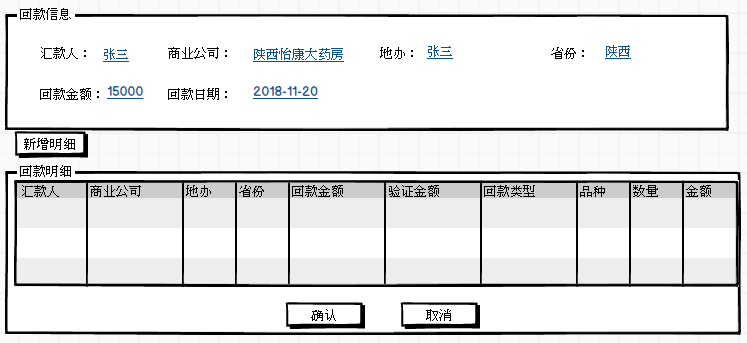 回款信息
汇款人： 张三 商业公司： 陕西怡康大药房 地办： 张三 省份： 陕西
回款金额： 15000 回款日期： 2018-11-20
新增明细
回款明细
汇款人 商业公司 地办 省份 回款金额 验证金额 回款类型 品种 数量 金额
确认 取消